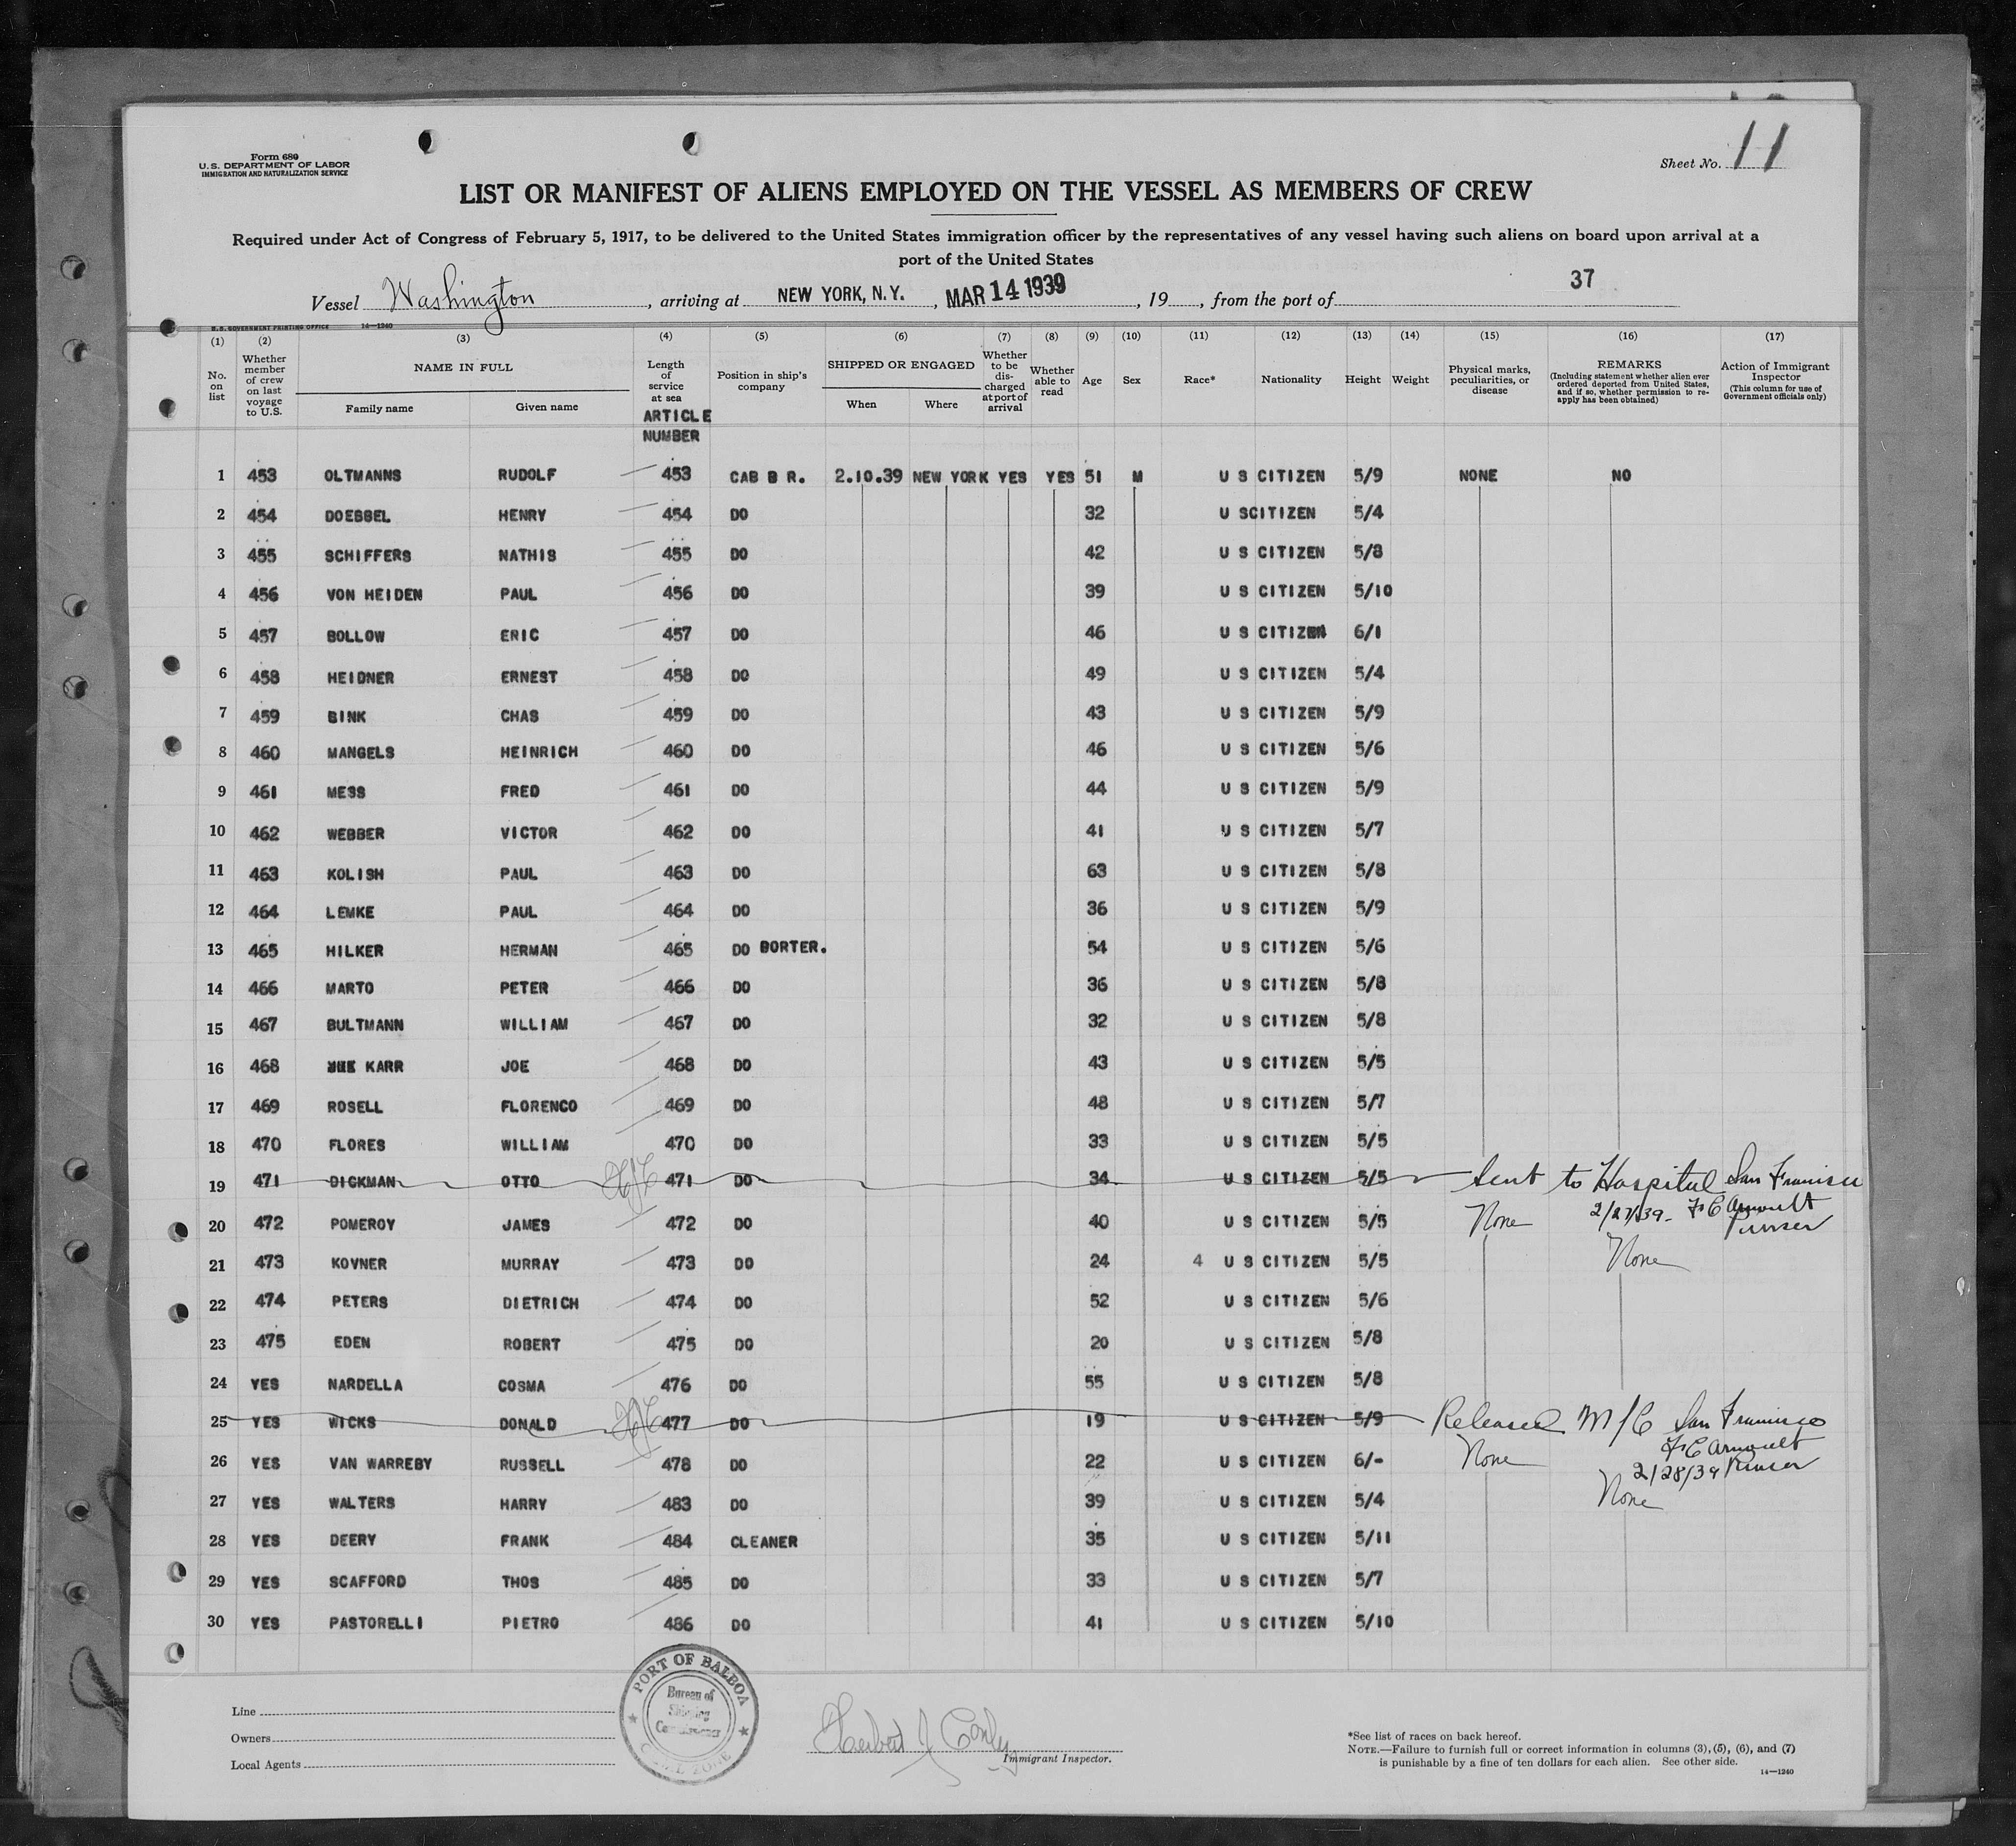 Form 680
U. S. DEPARTMENT OF LABOR
IMMIGRATION AND NATURALIZATION SERVICE
Sheet No. 11
LIST OR MANIFEST OF ALIENS EMPLOYED ON THE VESSEL AS MEMBERS OF CREW
Required under Act of Congress of February 5, 1917, to be delivered to the United States immigration officer by the representatives of any vessel having such aliens on board upon arrival at a
port of the United States
37
Vessel Washington, arriving at NEW YORK, N.Y., MAR 14 1939, 19, from the port of
U.S. GOVERNMENT PRINTING OFFICE 14—1240
(1) (2) (3) (4) (5) (6) (7) (8) (9) (10) (11) (12) (13) (14) (15) (16) (17)
No. on list
Whether member of crew on last voyage to U.S.
NAME IN FULL
Family name Given name
Length of service at sea
ARTICLE NUMBER
Position in ship's company
SHIPPED OR ENGAGED
When Where
Whether to be discharged at port of arrival
Whether able to read
Age
Sex
Race*
Nationality
Height
Weight
Physical marks, peculiarities, or disease
REMARKS
(Including statement whether alien ever ordered deported from United States, and if so, whether permission to reapply has been obtained)
Action of Immigrant Inspector
(This column for use of Government officials only)
1 453 OLTMANNS RUDOLF 453 CAB B R. 2.10.39 NEW YORK YES YES 51 M U S CITIZEN 5/9 NONE NO
2 454 DOEBBEL HENRY 454 DO 32 U SCITIZEN 5/4
3 455 SCHIFFERS NATHIS 455 DO 42 U S CITIZEN 5/8
4 456 VON HEIDEN PAUL 456 DO 39 U S CITIZEN 5/10
5 457 BOLLOW ERIC 457 DO 46 U S CITIZEN 6/1
6 458 HEIDNER ERNEST 458 DO 49 U S CITIZEN 5/4
7 459 BINK CHAS 459 DO 43 U S CITIZEN 5/9
8 460 MANGELS HEINRICH 460 DO 46 U S CITIZEN 5/6
9 461 MESS FRED 461 DO 44 U S CITIZEN 5/9
10 462 WEBBER VICTOR 462 DO 41 U S CITIZEN 5/7
11 463 KOLISH PAUL 463 DO 63 U S CITIZEN 5/8
12 464 LEMKE PAUL 464 DO 36 U S CITIZEN 5/9
13 465 HILKER HERMAN 465 DO BORTER. 54 U S CITIZEN 5/6
14 466 MARTO PETER 466 DO 36 U S CITIZEN 5/8
15 467 BULTMANN WILLIAM 467 DO 32 U S CITIZEN 5/8
16 468 KARR JOE 468 DO 43 U S CITIZEN 5/5
17 469 ROSELL FLORENCO 469 DO 48 U S CITIZEN 5/7
18 470 FLORES WILLIAM 470 DO 33 U S CITIZEN 5/5
19 471 DICKMAN OTTO 471 DO 34 U S CITIZEN 5/5 Sent to Hospital San Francisco
2/27/39. F C Arnoult
Purser
20 472 POMEROY JAMES 472 DO 40 U S CITIZEN 5/5 None
21 473 KOVNER MURRAY 473 DO 24 4 U S CITIZEN 5/5 None
22 474 PETERS DIETRICH 474 DO 52 U S CITIZEN 5/6
23 475 EDEN ROBERT 475 DO 20 U S CITIZEN 5/8
24 YES NARDELLA COSMA 476 DO 55 U S CITIZEN 5/8
25 YES WICKS DONALD 477 DO 19 U S CITIZEN 5/9 Released M/C San Francisco
F C Arnoult
2/28/39 Purser
26 YES VAN WARREBY RUSSELL 478 DO 22 U S CITIZEN 6/- None
27 YES WALTERS HARRY 483 DO 39 U S CITIZEN 5/4 None
28 YES DEERY FRANK 484 CLEANER 35 U S CITIZEN 5/11
29 YES SCAFFORD THOS 485 DO 33 U S CITIZEN 5/7
30 YES PASTORELLI PIETRO 486 DO 41 U S CITIZEN 5/10
PORT OF BALBOA
Bureau of
Shipping
Commissioner
CANAL ZONE
Line
Owners
Local Agents
Herbert J Conly
Immigrant Inspector.
*See list of races on back hereof.
NOTE.—Failure to furnish full or correct information in columns (3), (5), (6), and (7)
is punishable by a fine of ten dollars for each alien. See other side.
14—1240